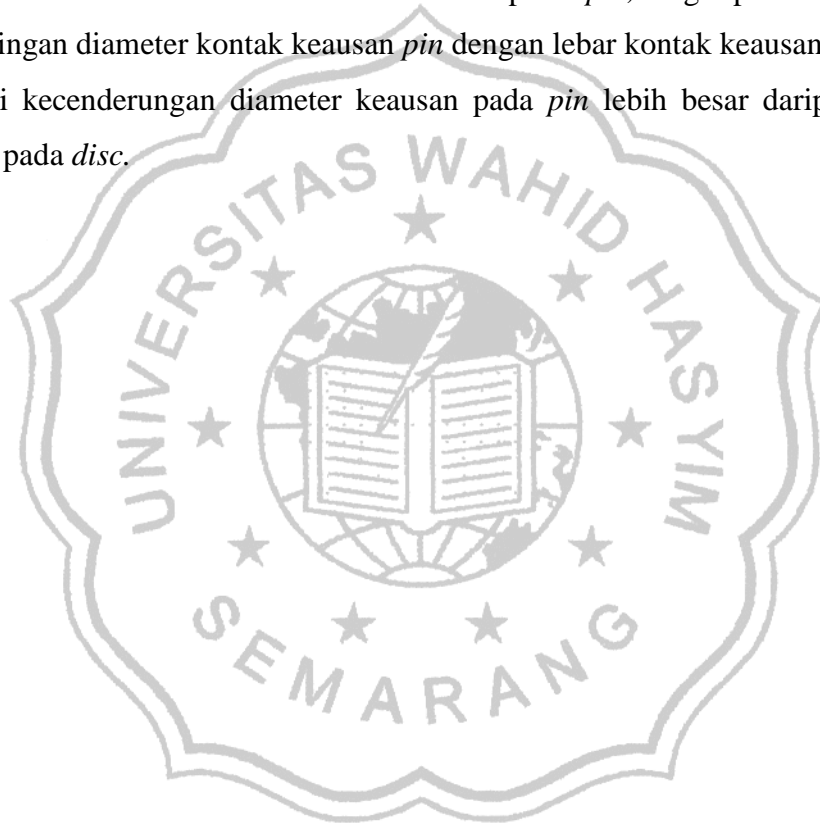 ingan diameter kontak keausan pin dengan lebar kontak keausan
i kecenderungan diameter keausan pada pin lebih besar darip
pada disc.
UNIVERSITAS WAHID HASYIM
SEMARANG